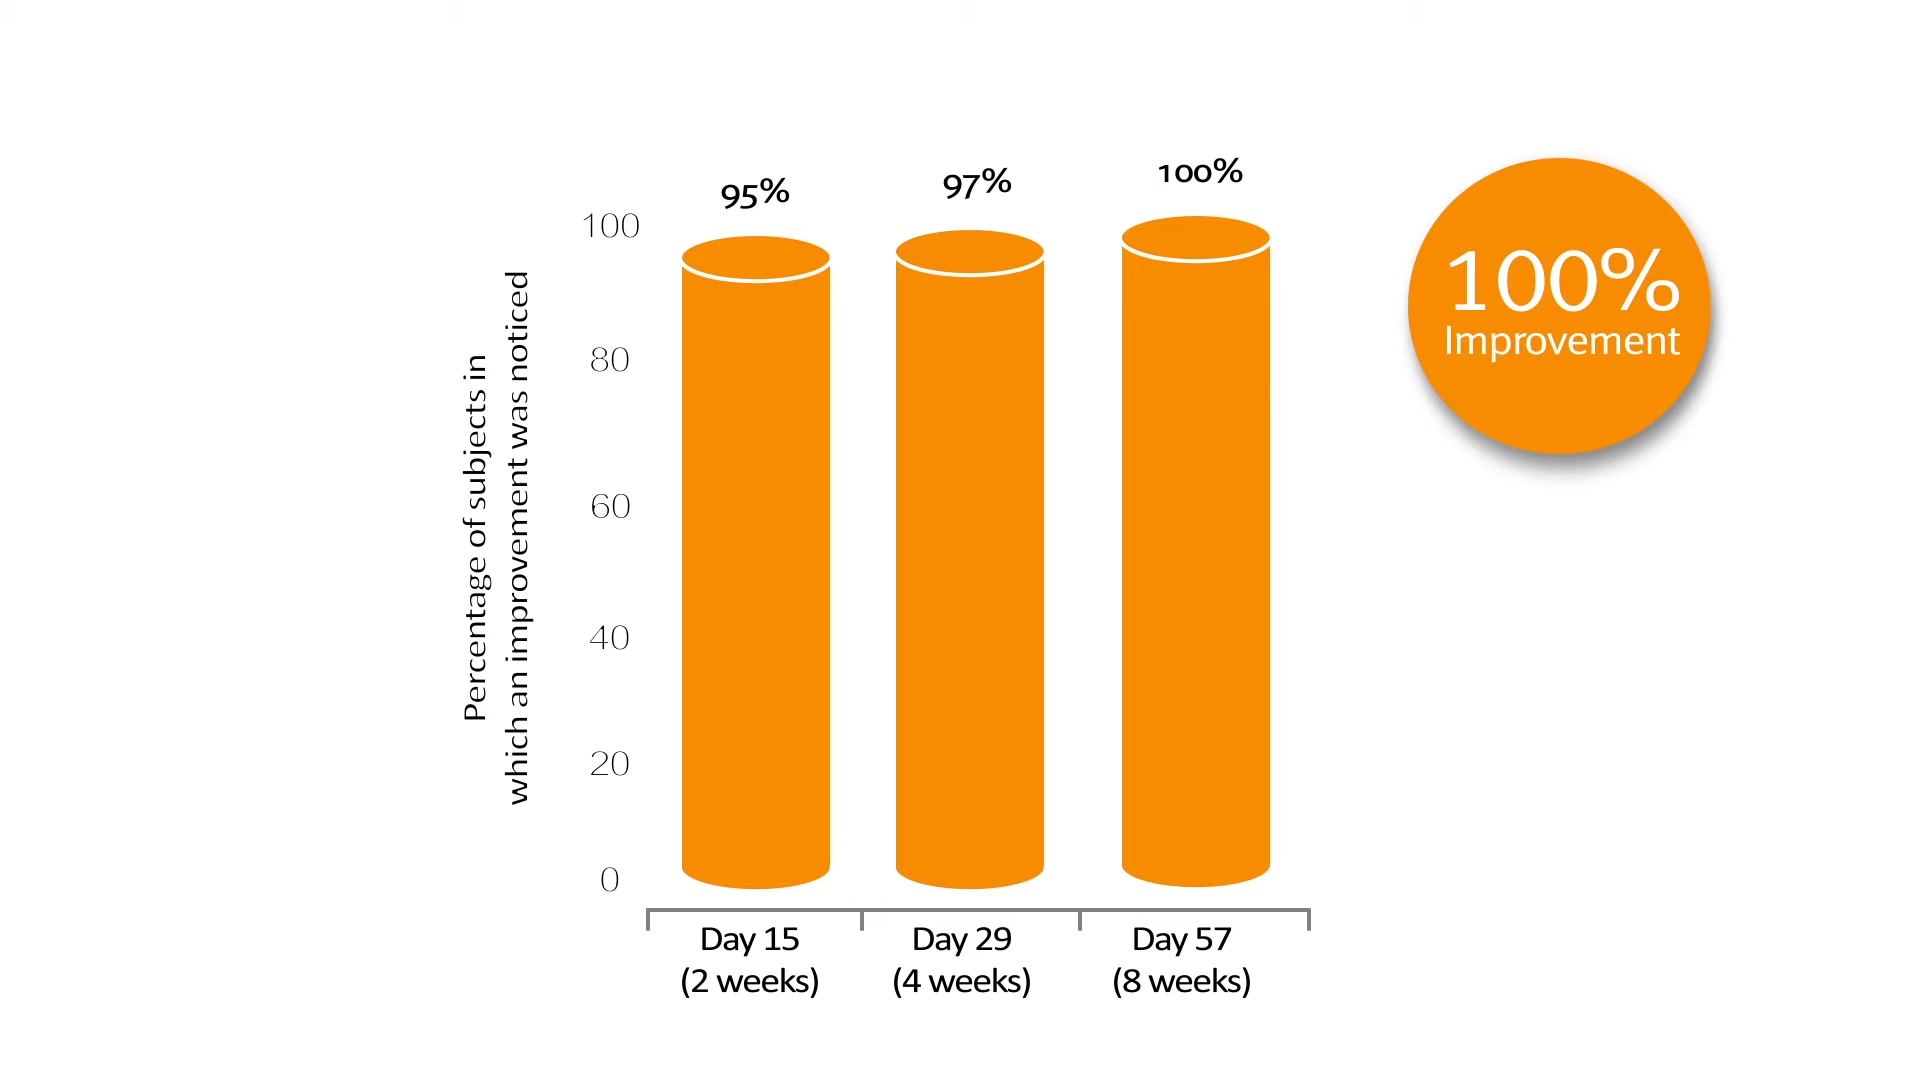 95%
97%
100%
100
80
60
40
20
0
Percentage of subjects in
which an improvement was noticed
Day 15
(2 weeks)
Day 29
(4 weeks)
Day 57
(8 weeks)
100%
Improvement